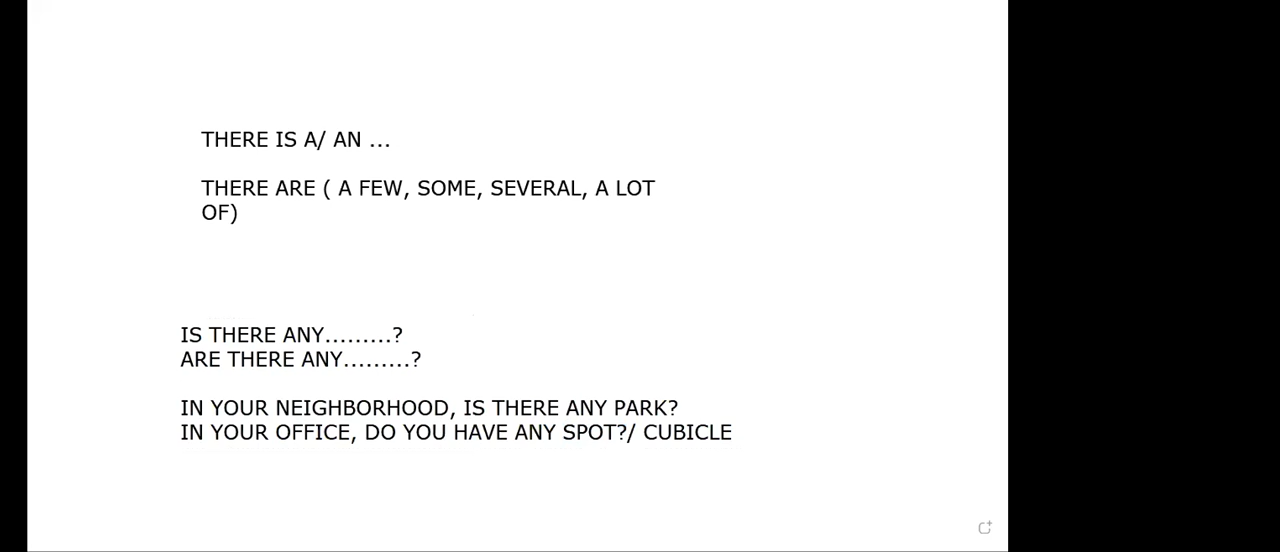 THERE IS A/ AN ...
THERE ARE ( A FEW, SOME, SEVERAL, A LOT
OF)
IS THERE ANY.........?
ARE THERE ANY.........?
IN YOUR NEIGHBORHOOD, IS THERE ANY PARK?
IN YOUR OFFICE, DO YOU HAVE ANY SPOT?/ CUBICLE